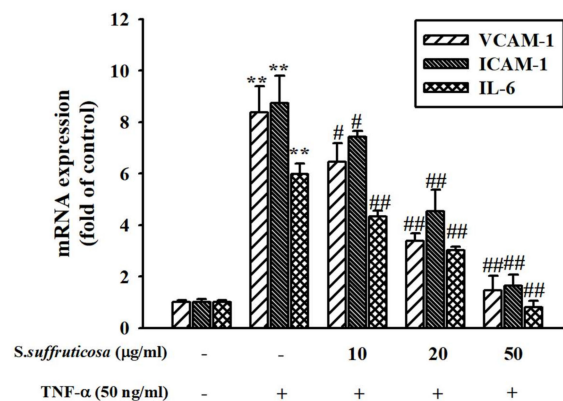 mRNA expression
(fold of control)
12
10
8
6
4
2
0
VCAM-1
ICAM-1
IL-6
** ** **
# # ##
## ## ##
## ## ##
S.suffruticosa (µg/ml) - - 10 20 50
TNF-α (50 ng/ml) - + + + +